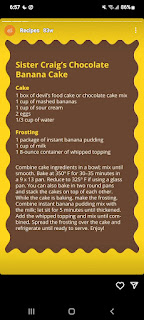 6:57
Recipes 83w
Sister Craig's Chocolate
Banana Cake
Cake
1 box of devil's food cake or chocolate cake mix
1 cup of mashed bananas
1 cup of sour cream
2 eggs
1/3 cup of water
Frosting
1 package of instant banana pudding
1 cup of milk
1 8-ounce container of whipped topping
Combine cake ingredients in a bowl; mix until
smooth. Bake at 350° F for 30–35 minutes in
a 9 x 13 pan. Reduce to 325° F if using a glass
pan. You can also bake in two round pans
and stack the cakes on top of each other.
While the cake is baking, make the frosting.
Combine instant banana pudding mix with
the milk; let sit for 5 minutes until thickened.
Add the whipped topping and mix until com-
bined. Spread the frosting over the cake and
refrigerate until ready to serve. Enjoy!